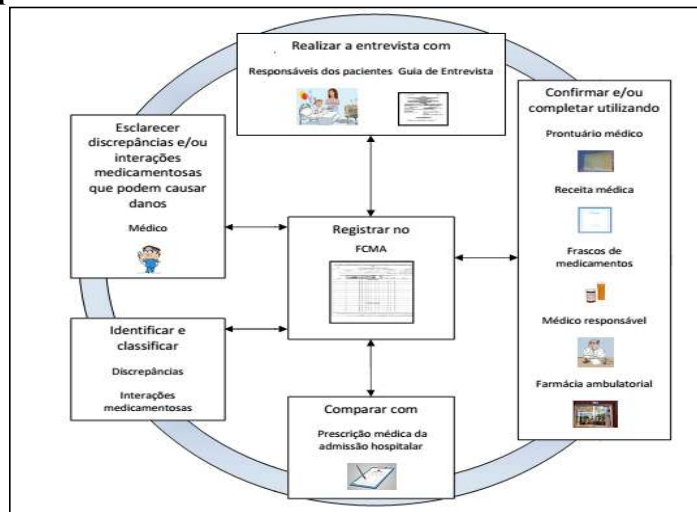 Realizar a entrevista com
Responsáveis dos pacientes Guia de Entrevista
Confirmar e/ou
completar utilizando
Prontuário médico
Receita médica
Frascos de
medicamentos
Médico responsável
Farmácia ambulatorial
Comparar com
Prescrição médica da
admissão hospitalar
Identificar e
classificar
Discrepâncias
Interações
medicamentosas
Esclarecer
discrepâncias e/ou
interações
medicamentosas
que podem causar
danos
Médico
Registrar no
FCMA